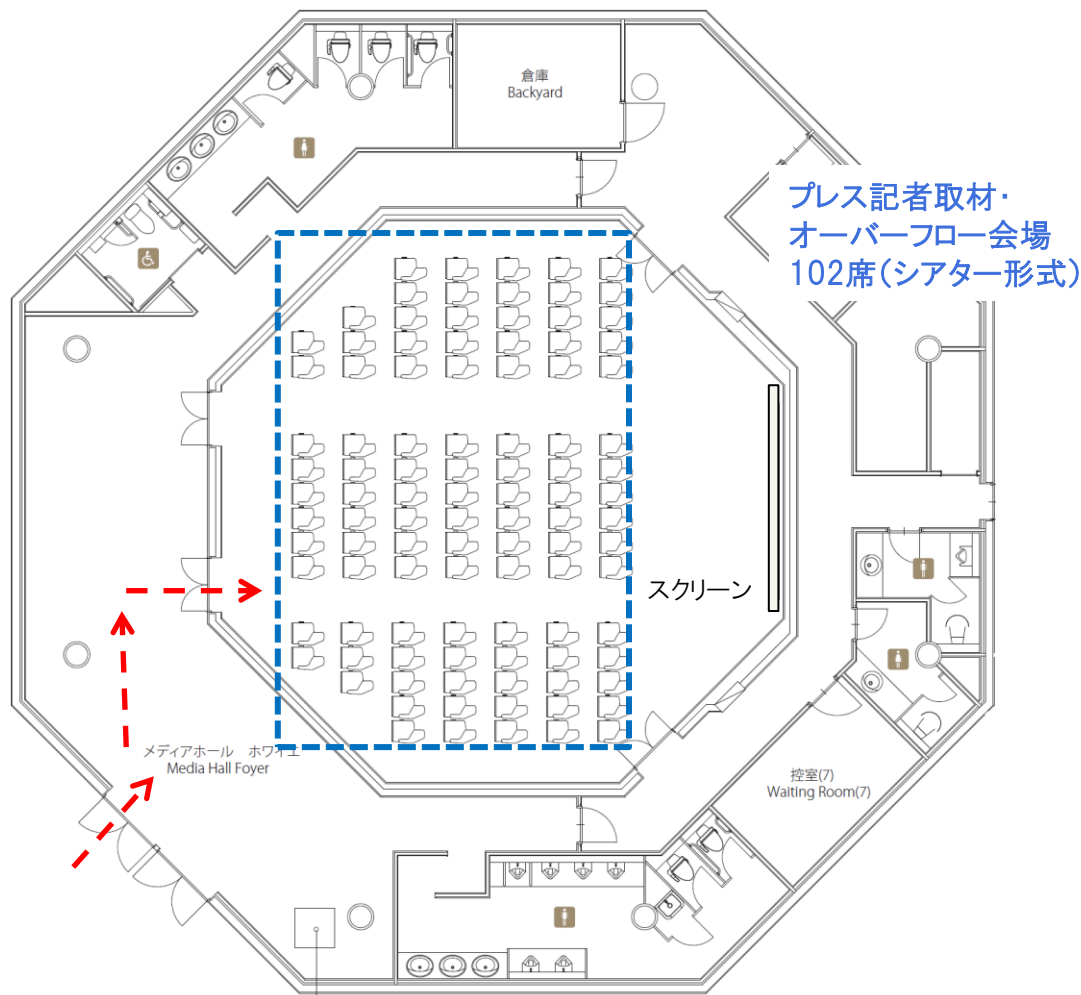 倉庫
Backyard
プレス記者取材・
オーバーフロー会場
102席(シアター形式)
スクリーン
メディアホール ホワイエ
Media Hall Foyer
控室(7)
Waiting Room(7)